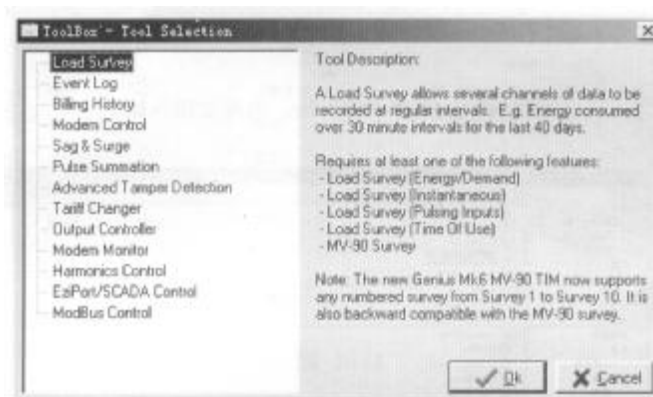 ToolBox - Tool Selection
Load Survey
Event Log
Billing History
Modem Control
Sag & Surge
Pulse Summation
Advanced Tamper Detection
Tariff Changer
Output Controller
Modem Monitor
Harmonics Control
EziPort/SCADA Control
ModBus Control
Tool Description:
A Load Survey allows several channels of data to be
recorded at regular intervals. E.g. Energy consumed
over 30 minute intervals for the last 40 days.
Requires at least one of the following features:
- Load Survey (Energy/Demand)
- Load Survey (Instantaneous)
- Load Survey (Pulsing Inputs)
- Load Survey (Time Of Use)
- MV-90 Survey
Note: The new Genius Mk6 MV-90 TIM now supports
any numbered survey from Survey 1 to Survey 10. It is
also backward compatible with the MV-90 survey.
Ok
Cancel